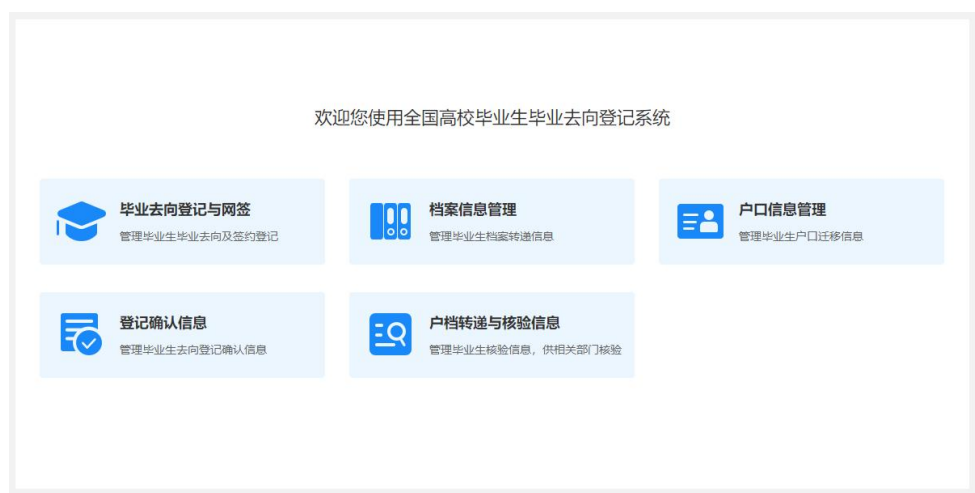 欢迎您使用全国高校毕业生毕业去向登记系统
毕业去向登记与网签
管理毕业生毕业去向及签约登记
档案信息管理
管理毕业生档案转递信息
户口信息管理
管理毕业生户口迁移信息
登记确认信息
管理毕业生去向登记确认信息
户档转递与核验信息
管理毕业生核验信息，供相关部门核验